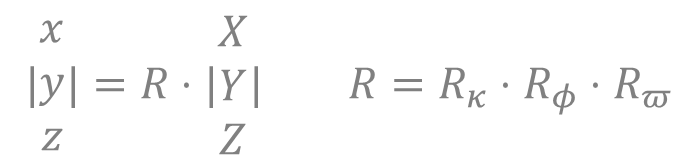 x X
|y| = R · |Y| R = R_κ · R_ϕ · R_ϖ
z Z